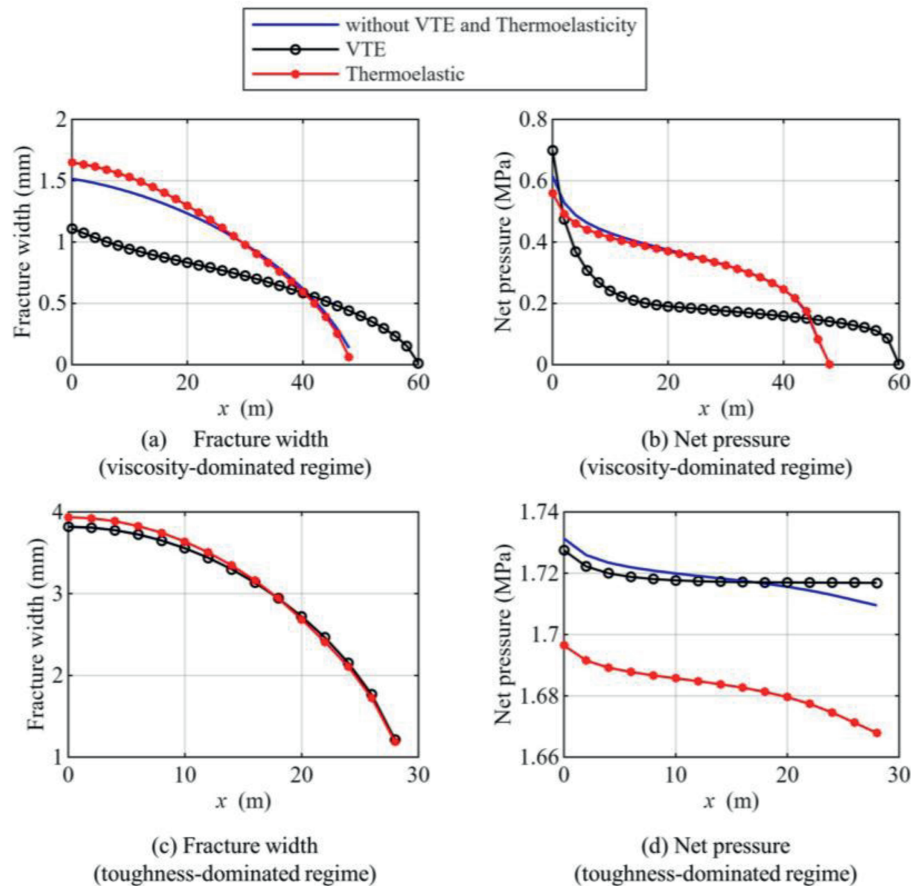 without VTE and Thermoelasticity
VTE
Thermoelastic
2
1.5
1
0.5
0
Fracture width (mm)
0 20 40 60
x (m)
(a) Fracture width
(viscosity-dominated regime)
0.8
0.6
0.4
0.2
0
Net pressure (MPa)
0 20 40 60
x (m)
(b) Net pressure
(viscosity-dominated regime)
4
3
2
1
Fracture width (mm)
0 10 20 30
x (m)
(c) Fracture width
(toughness-dominated regime)
1.74
1.72
1.7
1.68
1.66
Net pressure (MPa)
0 10 20 30
x (m)
(d) Net pressure
(toughness-dominated regime)